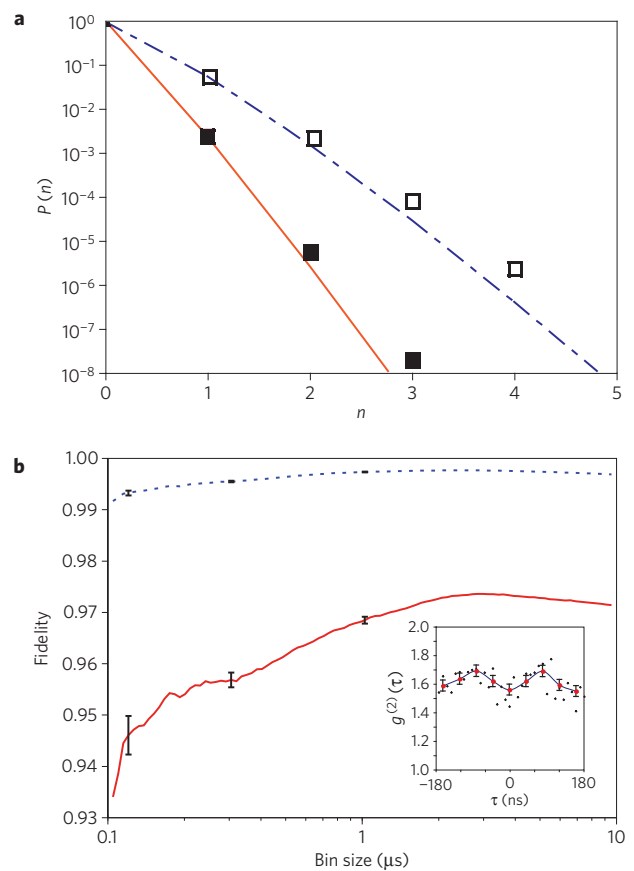 a
10⁰
10⁻¹
10⁻²
10⁻³
10⁻⁴
10⁻⁵
10⁻⁶
10⁻⁷
10⁻⁸
P(n)
0 1 2 3 4 5
n
b
1.00
0.99
0.98
0.97
0.96
0.95
0.94
0.93
Fidelity
0.1 1 10
Bin size (μs)
2.0
1.8
1.6
1.4
1.2
1.0
g⁽²⁾(τ)
−180 0 180
τ (ns)